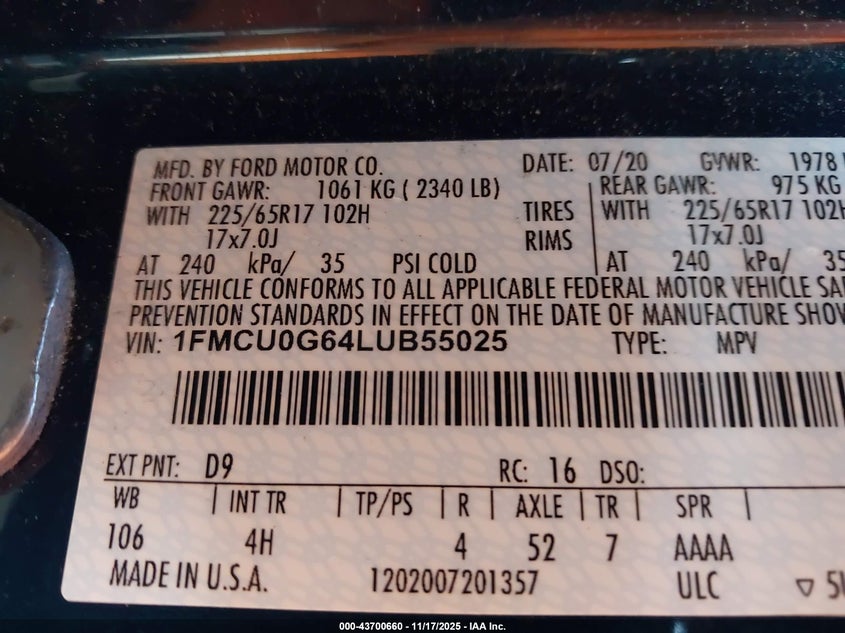 MFD. BY FORD MOTOR CO. DATE: 07/20 GVWR: 1978
FRONT GAWR: 1061 KG ( 2340 LB) REAR GAWR: 975 KG
WITH 225/65R17 102H TIRES WITH 225/65R17 102H
17x7.0J RIMS 17x7.0J
AT 240 kPa/ 35 PSI COLD AT 240 kPa/ 35
THIS VEHICLE CONFORMS TO ALL APPLICABLE FEDERAL MOTOR VEHICLE SA
PREVENTION STANDARDS IN EFFECT ON THE DATE OF MANUFACTURE SHOW
VIN: 1FMCU0G64LUB55025 TYPE: MPV
EXT PNT: D9 RC: 16 DSO:
WB INT TR TP/PS R AXLE TR SPR
106 4H 4 52 7 AAAA
MADE IN U.S.A. 1202007201357 ULC
000-43700660 - 11/17/2025 - IAA Inc.